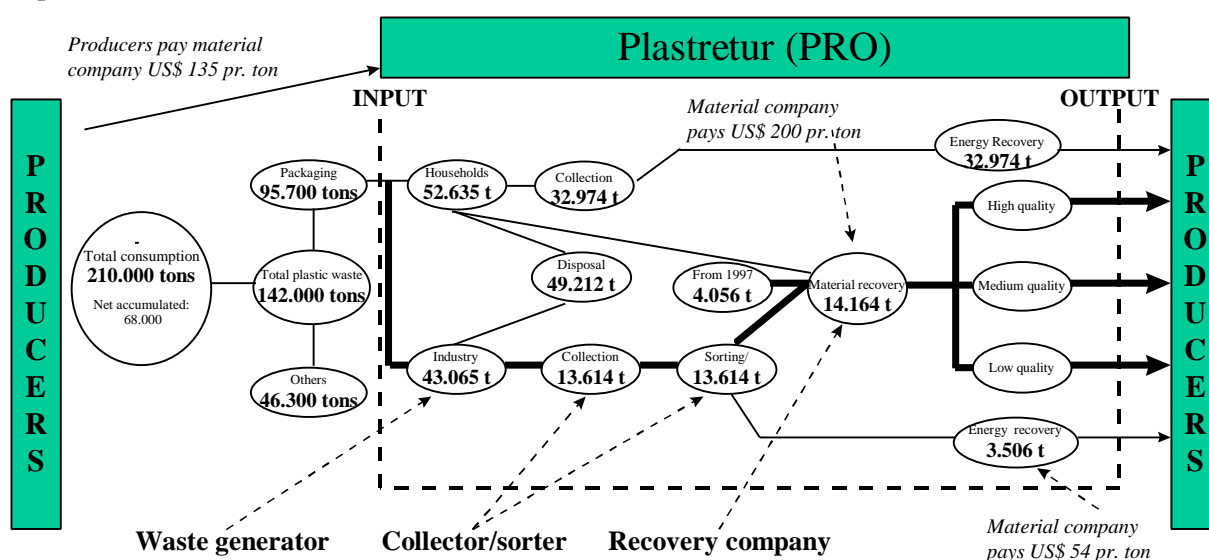 Producers pay material
company US$ 135 pr. ton
Plastretur (PRO)
INPUT
OUTPUT
Material company
pays US$ 200 pr. ton
PRODUCERS
Total consumption
210.000 tons
Net accumulated:
68.000
Packaging
95.700 tons
Total plastic waste
142.000 tons
Others
46.300 tons
Households
52.635 t
Collection
32.974 t
Energy Recovery
32.974 t
Disposal
49.212 t
From 1997
4.056 t
Material recovery
14.164 t
High quality
Medium quality
Low quality
Industry
43.065 t
Collection
13.614 t
Sorting/
13.614 t
Energy recovery
3.506 t
PRODUCERS
Waste generator
Collector/sorter
Recovery company
Material company
pays US$ 54 pr. ton